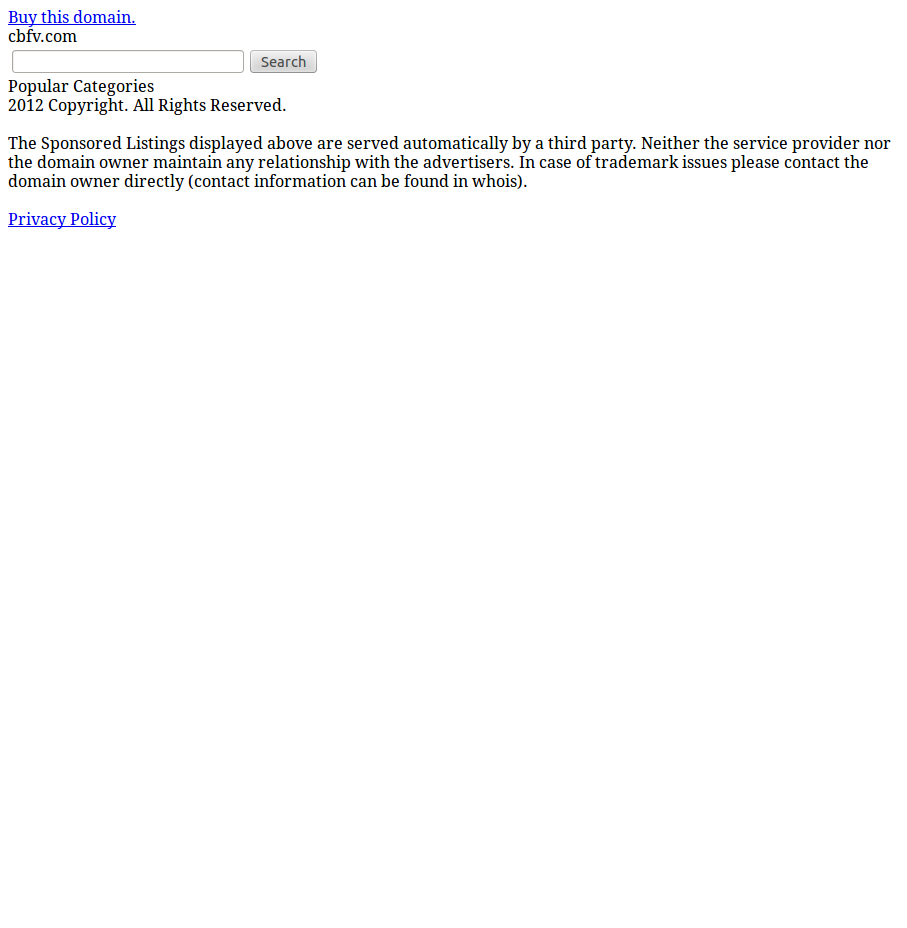 Buy this domain.
cbfv.com
Search
Popular Categories
2012 Copyright. All Rights Reserved.
The Sponsored Listings displayed above are served automatically by a third party. Neither the service provider nor
the domain owner maintain any relationship with the advertisers. In case of trademark issues please contact the
domain owner directly (contact information can be found in whois).
Privacy Policy